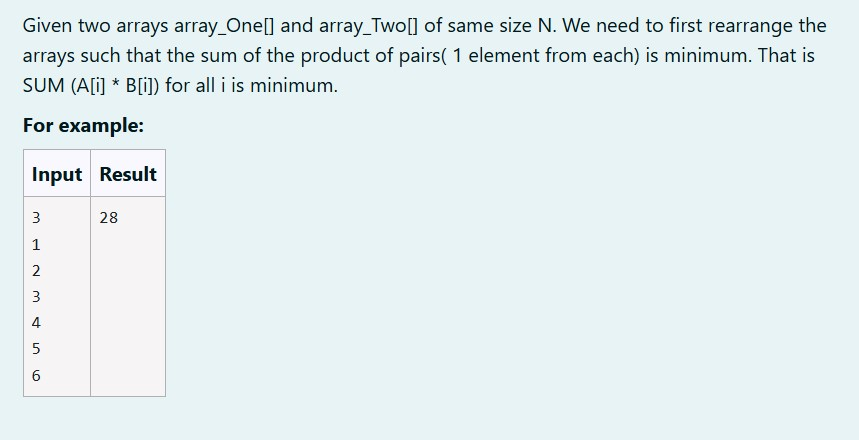 Given two arrays array_One[] and array_Two[] of same size N. We need to first rearrange the
arrays such that the sum of the product of pairs( 1 element from each) is minimum. That is
SUM (A[i] * B[i]) for all i is minimum.
For example:
Input Result
3 28
1
2
3
4
5
6